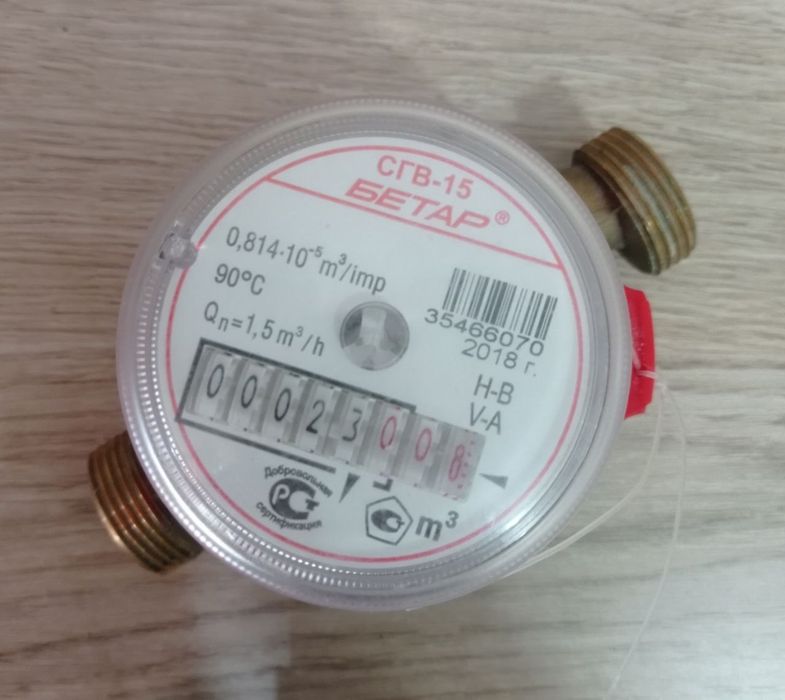 СГВ-15
БЕТАР®
0,814·10⁻⁵ m³/imp
90°C
Qn=1,5 m³/h
35466070
2018 г.
H-B
V-A
00023008
Добровольная
РСТ
сертификация
m³